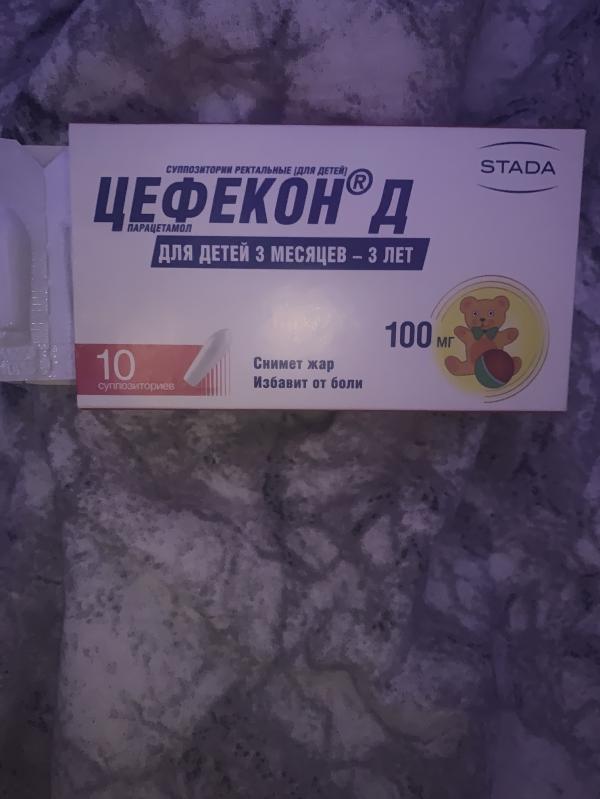 STADA
СУППОЗИТОРИИ РЕКТАЛЬНЫЕ [ДЛЯ ДЕТЕЙ]
ЦЕФЕКОН® Д
ПАРАЦЕТАМОЛ
ДЛЯ ДЕТЕЙ 3 МЕСЯЦЕВ – 3 ЛЕТ
100 мг
10
суппозиториев
Снимет жар
Избавит от боли